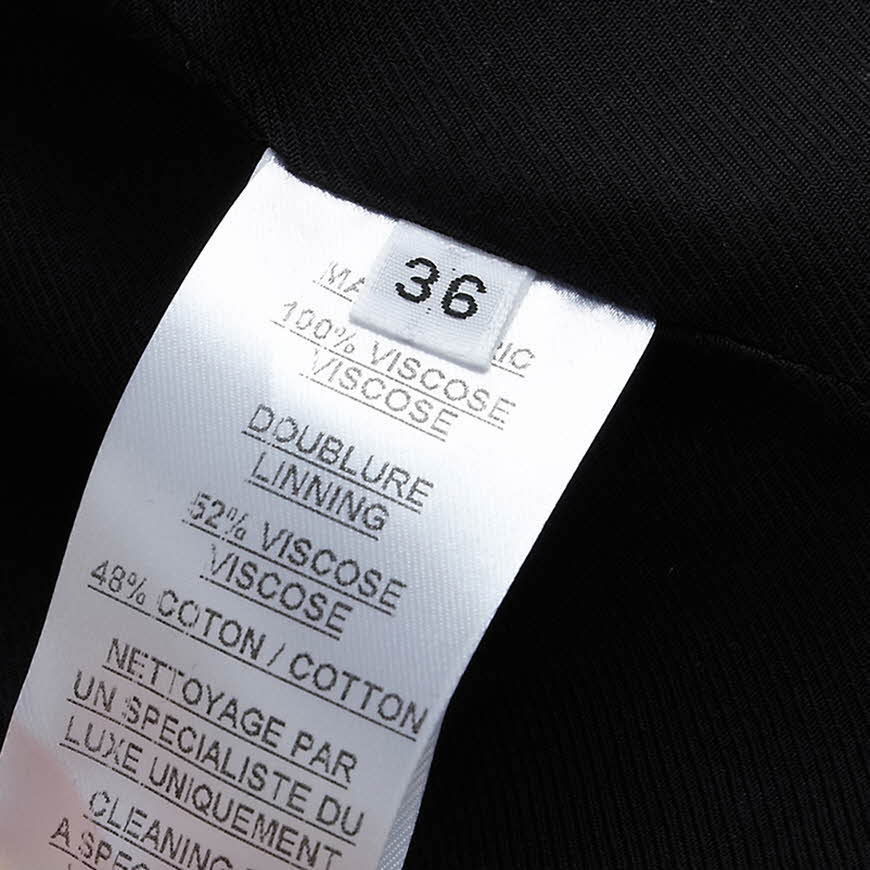 36
100% VISCOSE
VISCOSE
DOUBLURE
LINNING
52% VISCOSE
VISCOSE
48% COTON / COTTON
NETTOYAGE PAR
UN SPECIALISTE DU
LUXE UNIQUEMENT
CLEANING